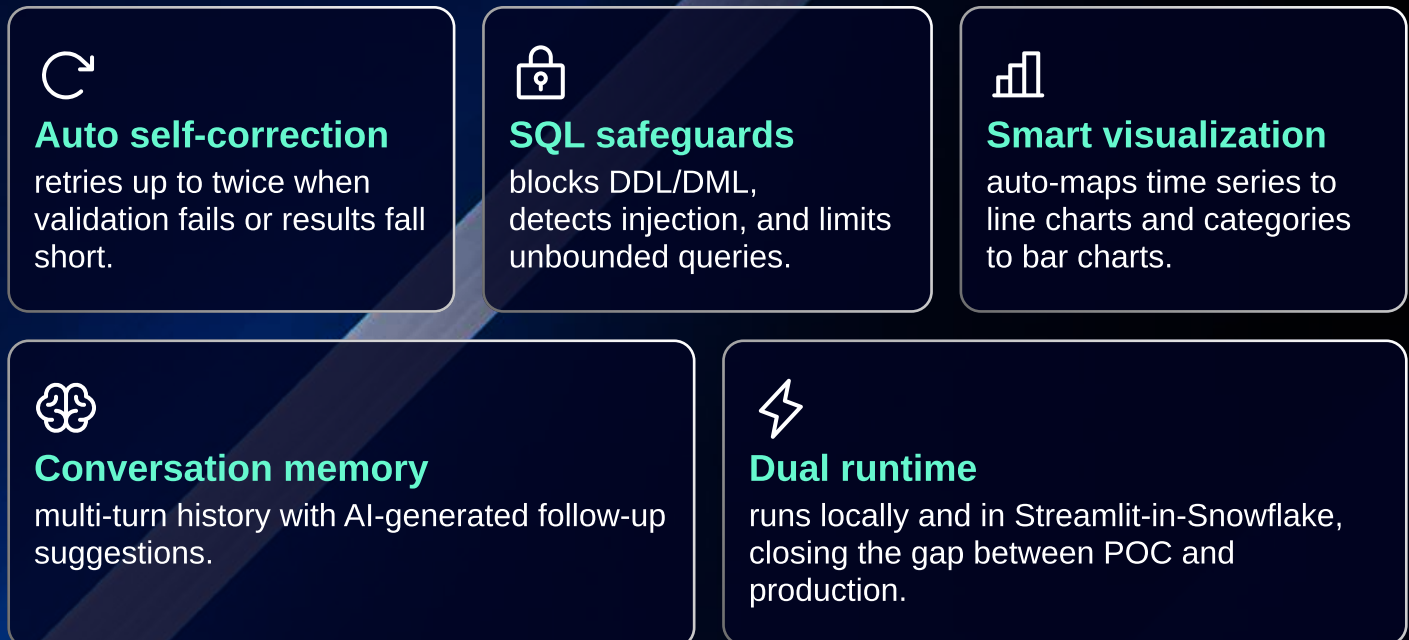 Auto self-correction
retries up to twice when
validation fails or results fall
short.
SQL safeguards
blocks DDL/DML,
detects injection, and limits
unbounded queries.
Smart visualization
auto-maps time series to
line charts and categories
to bar charts.
Conversation memory
multi-turn history with AI-generated follow-up
suggestions.
Dual runtime
runs locally and in Streamlit-in-Snowflake,
closing the gap between POC and
production.